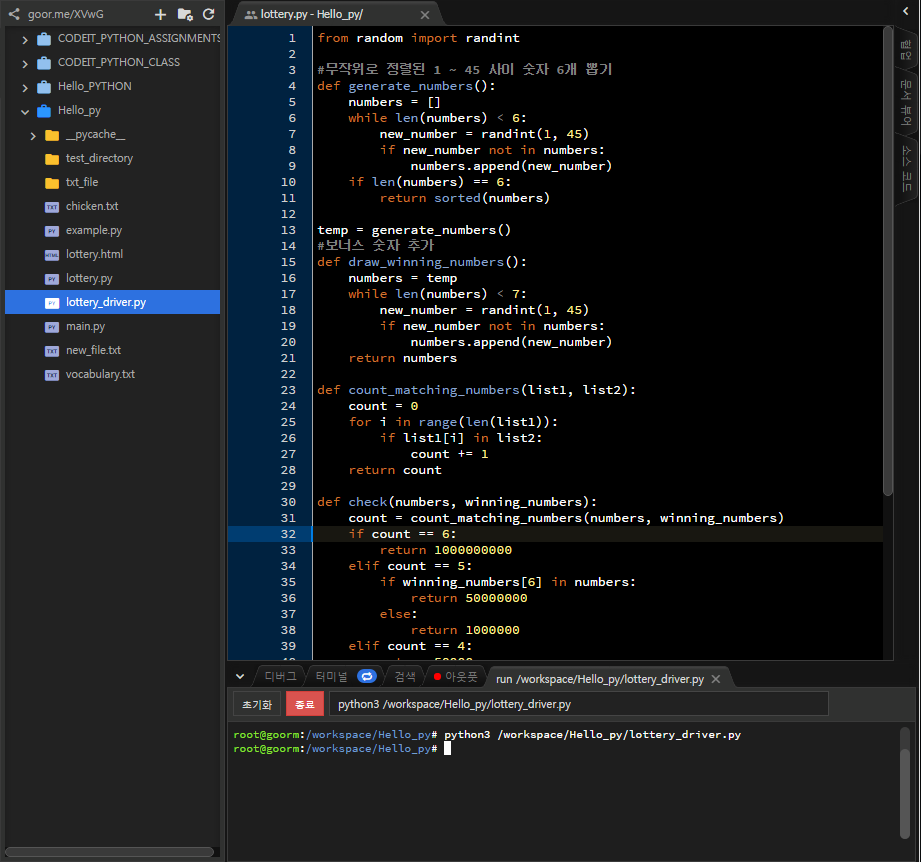 goor.me/XVwG
CODEIT_PYTHON_ASSIGNMENTS
CODEIT_PYTHON_CLASS
Hello_PYTHON
Hello_py
__pycache__
test_directory
txt_file
TXT chicken.txt
PY example.py
HTML lottery.html
PY lottery.py
PY lottery_driver.py
PY main.py
TXT new_file.txt
TXT vocabulary.txt
lottery.py - Hello_py/
1 from random import randint
2
3 #무작위로 정렬된 1 ~ 45 사이 숫자 6개 뽑기
4 def generate_numbers():
5     numbers = []
6     while len(numbers) < 6:
7         new_number = randint(1, 45)
8         if new_number not in numbers:
9             numbers.append(new_number)
10     if len(numbers) == 6:
11         return sorted(numbers)
12
13 temp = generate_numbers()
14 #보너스 숫자 추가
15 def draw_winning_numbers():
16     numbers = temp
17     while len(numbers) < 7:
18         new_number = randint(1, 45)
19         if new_number not in numbers:
20             numbers.append(new_number)
21     return numbers
22
23 def count_matching_numbers(list1, list2):
24     count = 0
25     for i in range(len(list1)):
26         if list1[i] in list2:
27             count += 1
28     return count
29
30 def check(numbers, winning_numbers):
31     count = count_matching_numbers(numbers, winning_numbers)
32     if count == 6:
33         return 1000000000
34     elif count == 5:
35         if winning_numbers[6] in numbers:
36             return 50000000
37         else:
38             return 1000000
39     elif count == 4:
문서 뷰어
소스 코드
디버그
터미널
검색
아웃풋
run /workspace/Hello_py/lottery_driver.py
초기화
종료
python3 /workspace/Hello_py/lottery_driver.py
root@goorm:/workspace/Hello_py# python3 /workspace/Hello_py/lottery_driver.py
root@goorm:/workspace/Hello_py#